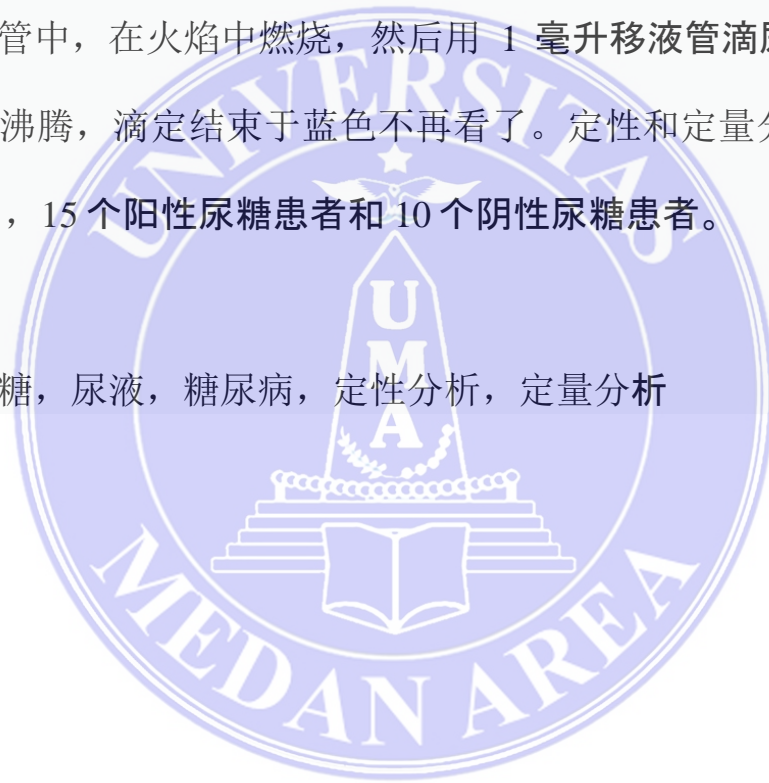 管中，在火焰中燃烧，然后用 1 毫升移液管滴
沸腾，滴定结束于蓝色不再看了。定性和定量
，15 个阳性尿糖患者和 10 个阴性尿糖患者。
糖，尿液，糖尿病，定性分析，定量分析
UNIVERSITAS
UMA
MEDAN AREA